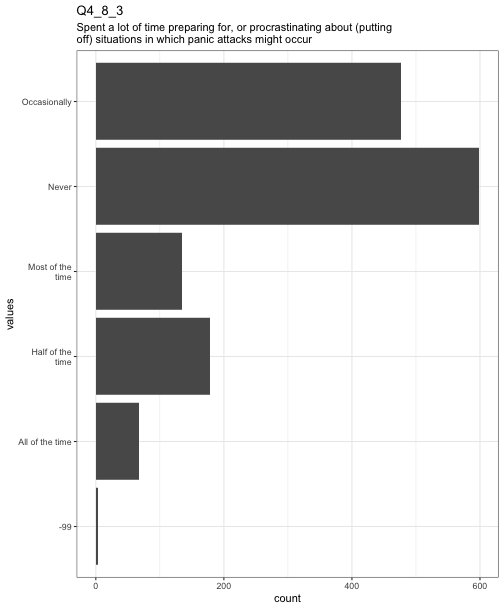 Q4_8_3
Spent a lot of time preparing for, or procrastinating about (putting
off) situations in which panic attacks might occur
Occasionally
Never
Most of the
time
Half of the
time
All of the time
-99
values
0 200 400 600
count